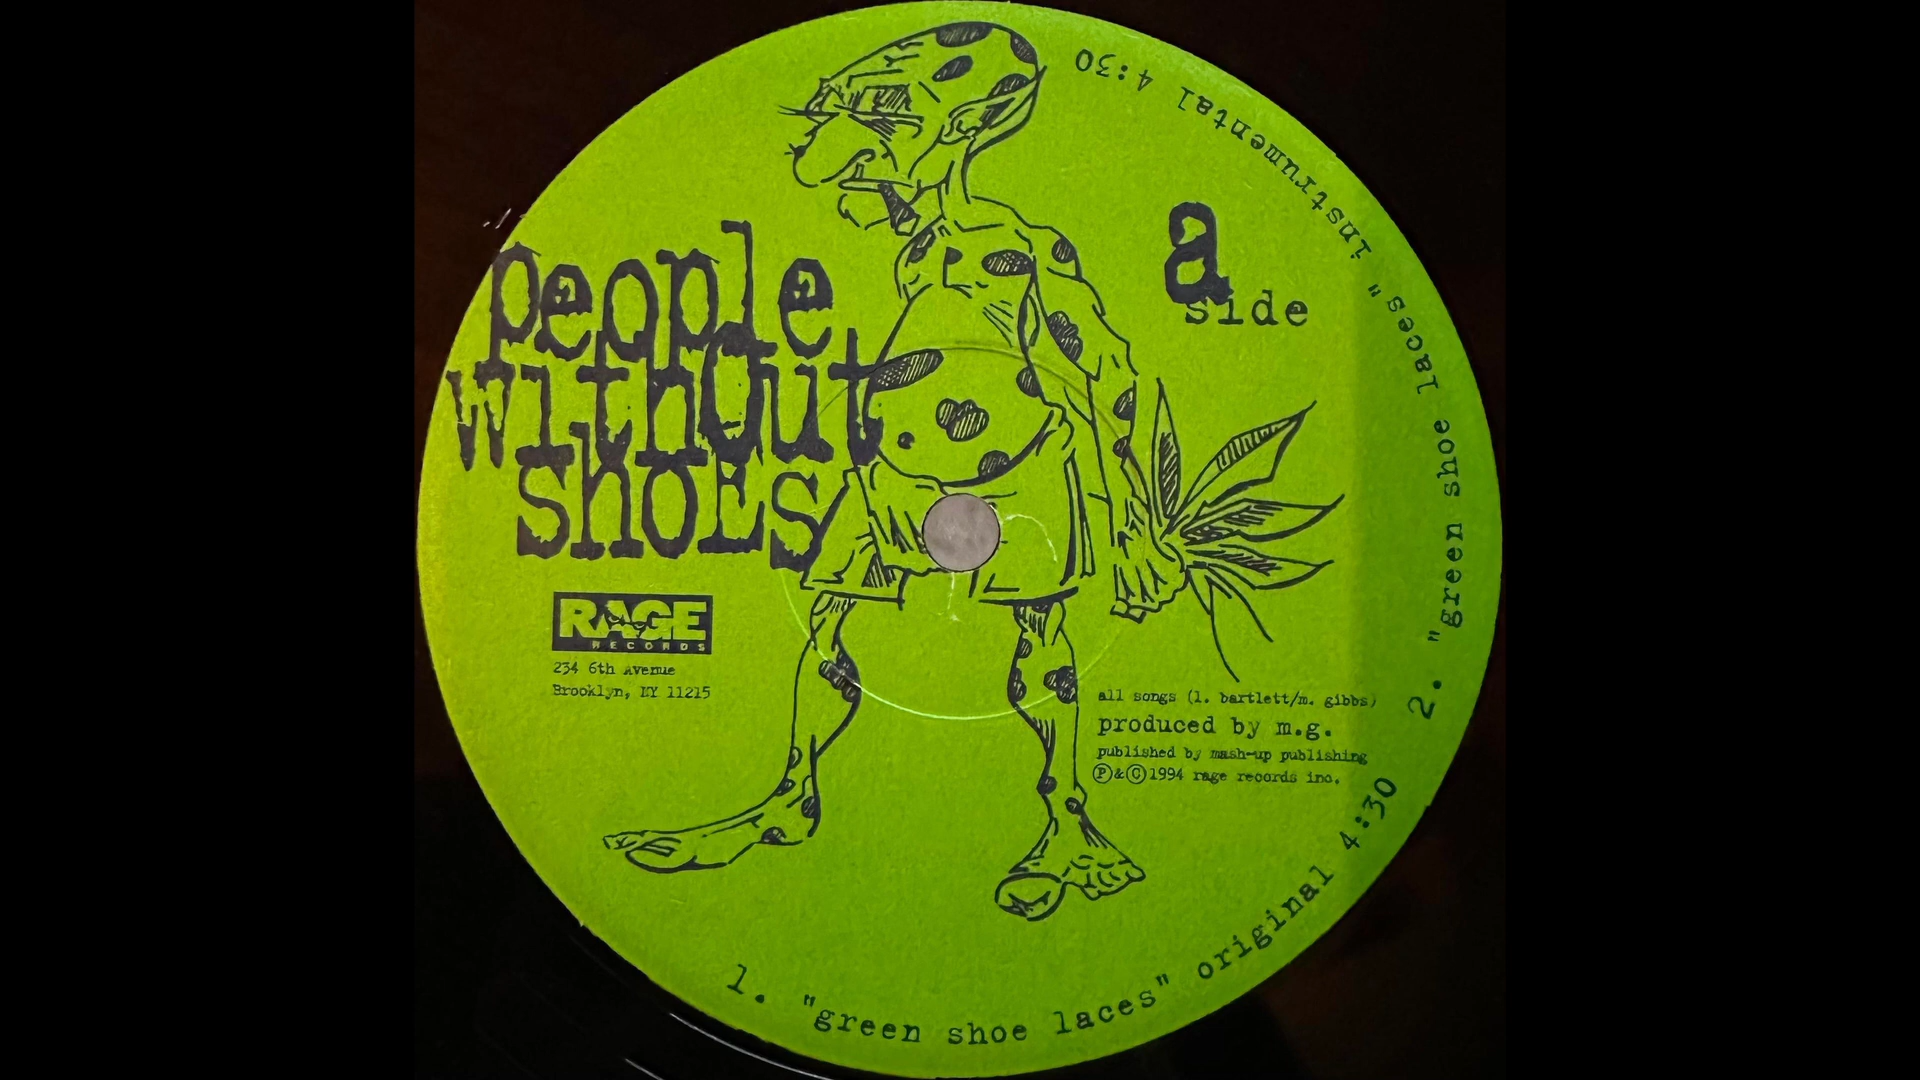 people
without
shoEs
a
side
RAGE
RECORDS
234 6th Avenue
Brooklyn, NY 11215
all songs (l. bartlett/m. gibbs)
produced by m.g.
published by mash-up publishing
Ⓟ&©1994 rage records inc.
1. "green shoe laces" original 4:30
2. "green shoe laces" instrumental 4:30